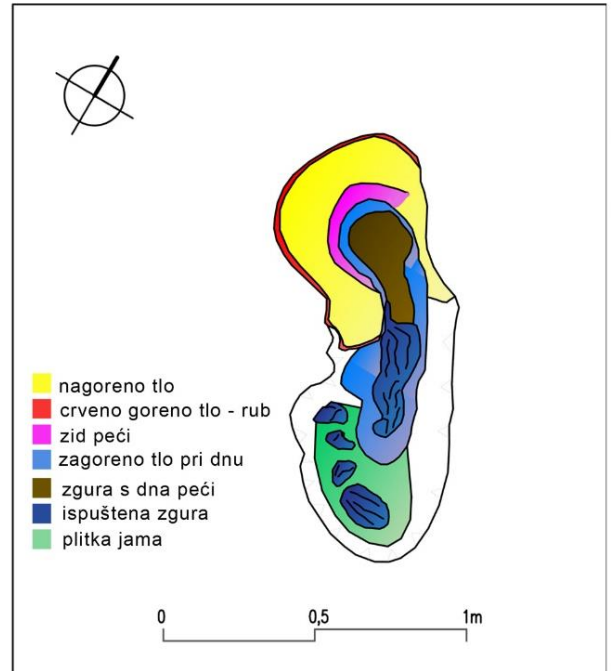 nagoreno tlo
crveno goreno tlo - rub
zid peći
zagoreno tlo pri dnu
zgura s dna peći
ispuštena zgura
plitka jama
0 0,5 1m